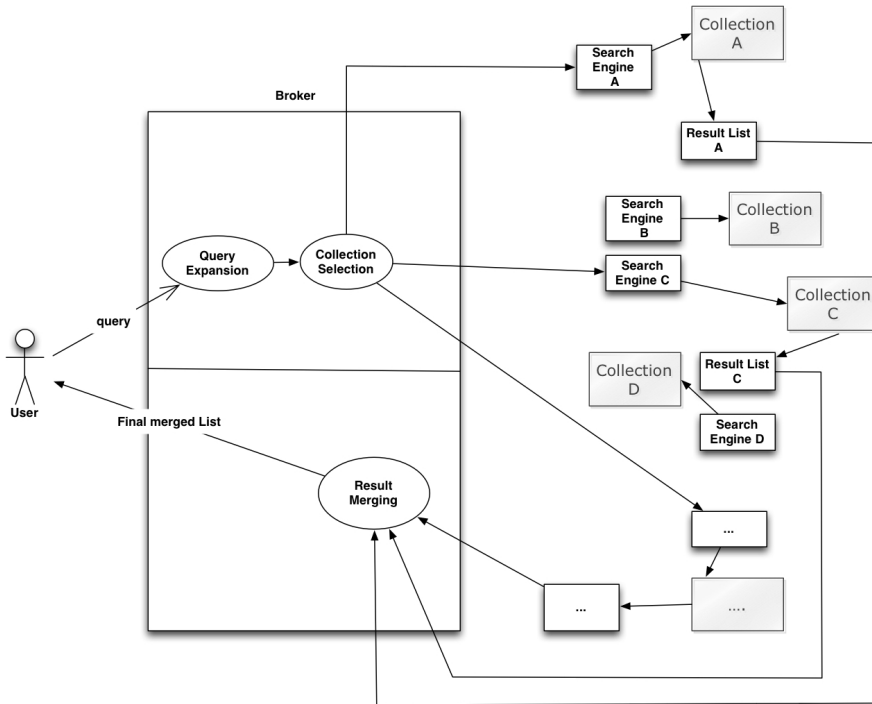 Collection
A
Search
Engine
A
Broker
Result List
A
Search
Engine
B
Collection
B
Query
Expansion
Collection
Selection
Search
Engine C
Collection
C
query
Result List
C
Collection
D
User
Final merged List
Search
Engine D
Result
Merging
...
...
....